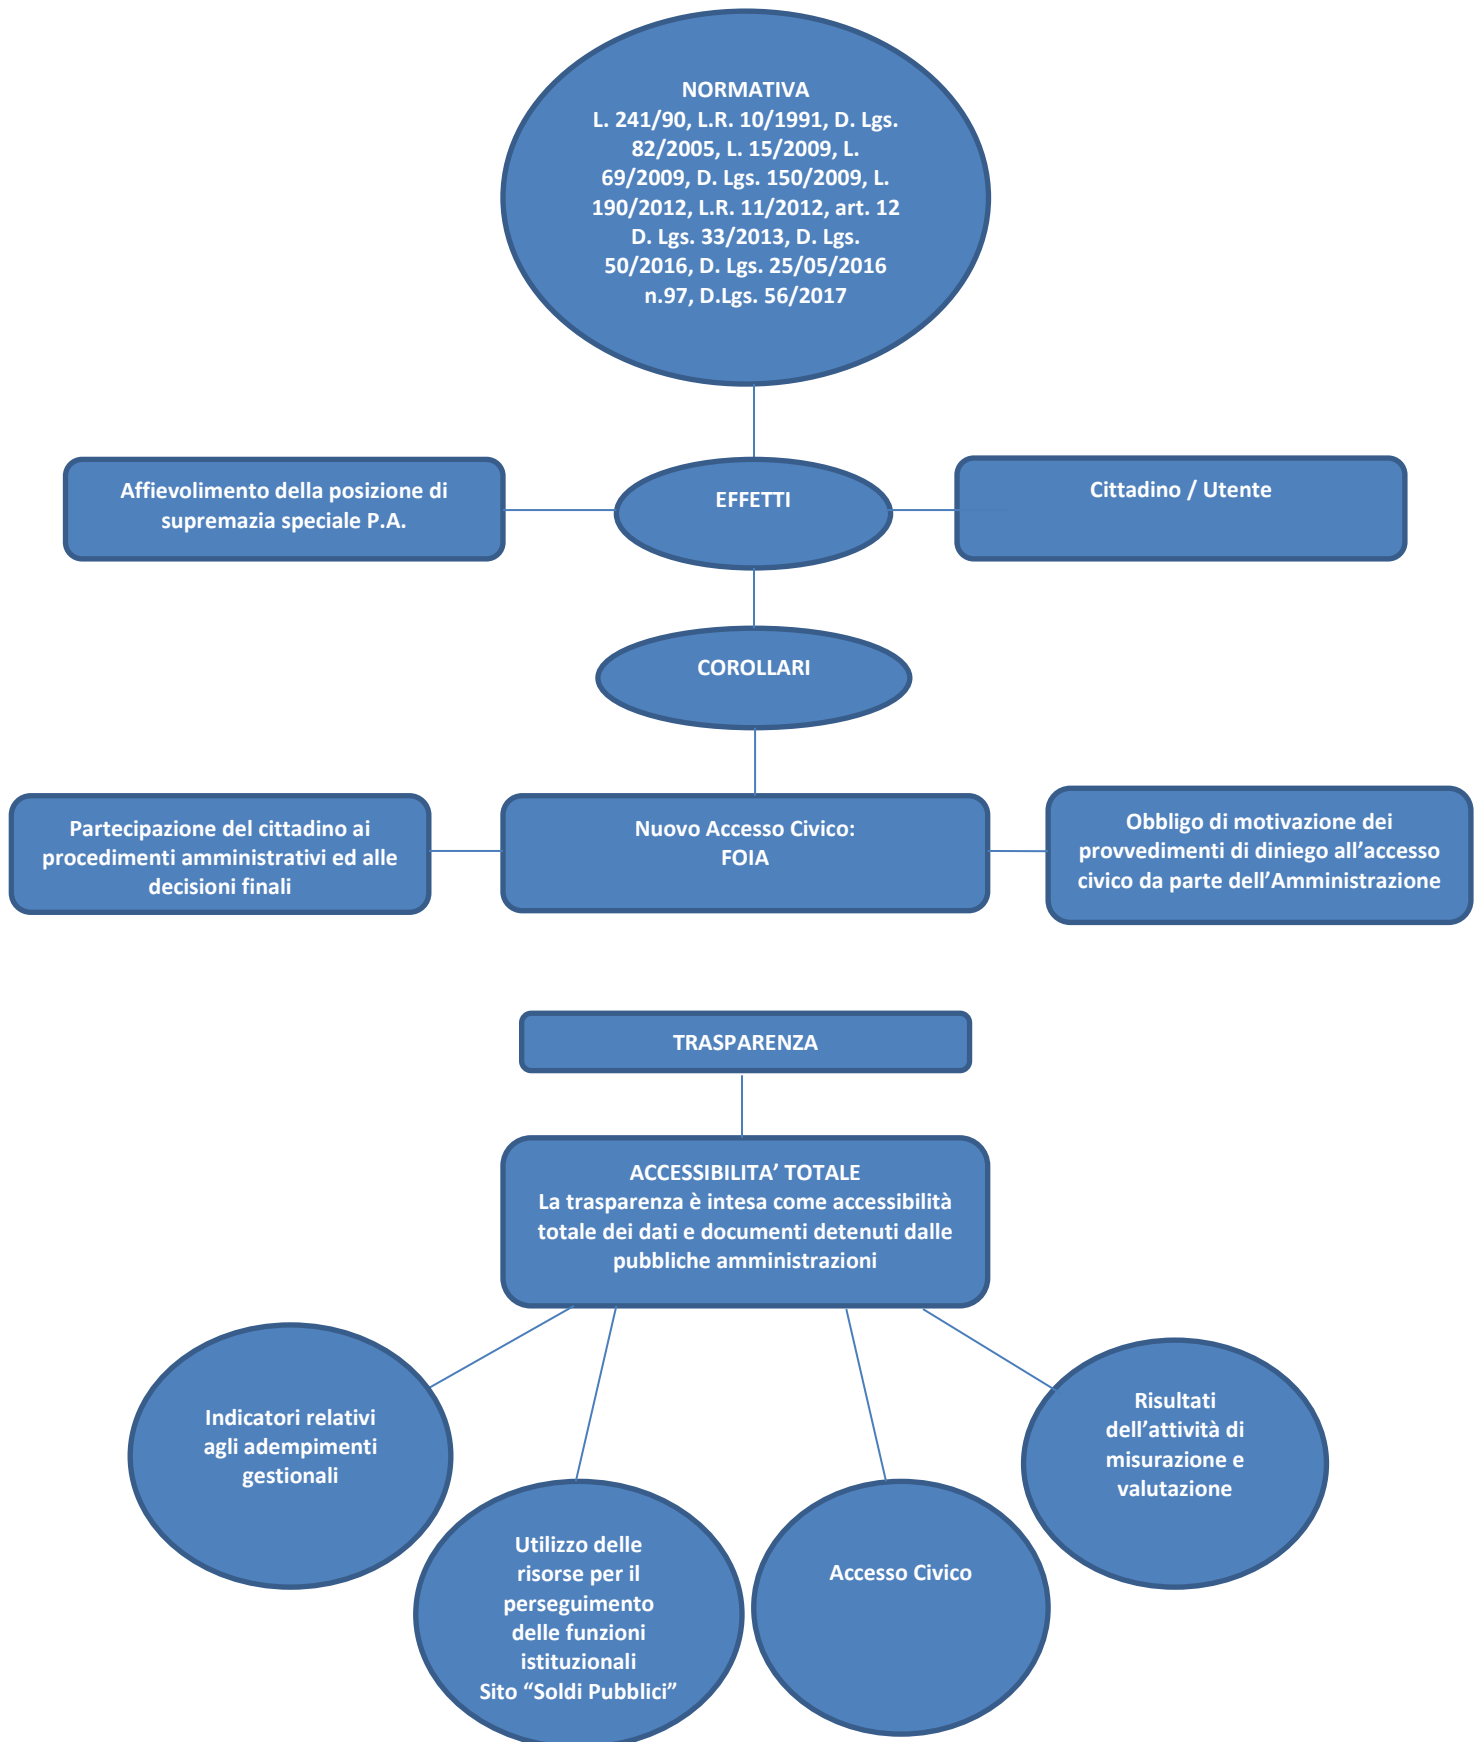 NORMATIVA
L. 241/90, L.R. 10/1991, D. Lgs.
82/2005, L. 15/2009, L.
69/2009, D. Lgs. 150/2009, L.
190/2012, L.R. 11/2012, art. 12
D. Lgs. 33/2013, D. Lgs.
50/2016, D. Lgs. 25/05/2016
n.97, D.Lgs. 56/2017
Affievolimento della posizione di
supremazia speciale P.A.
EFFETTI
Cittadino / Utente
COROLLARI
Partecipazione del cittadino ai
procedimenti amministrativi ed alle
decisioni finali
Nuovo Accesso Civico:
FOIA
Obbligo di motivazione dei
provvedimenti di diniego all’accesso
civico da parte dell’Amministrazione
TRASPARENZA
ACCESSIBILITA’ TOTALE
La trasparenza è intesa come accessibilità
totale dei dati e documenti detenuti dalle
pubbliche amministrazioni
Indicatori relativi
agli adempimenti
gestionali
Utilizzo delle
risorse per il
perseguimento
delle funzioni
istituzionali
Sito “Soldi Pubblici”
Accesso Civico
Risultati
dell’attività di
misurazione e
valutazione